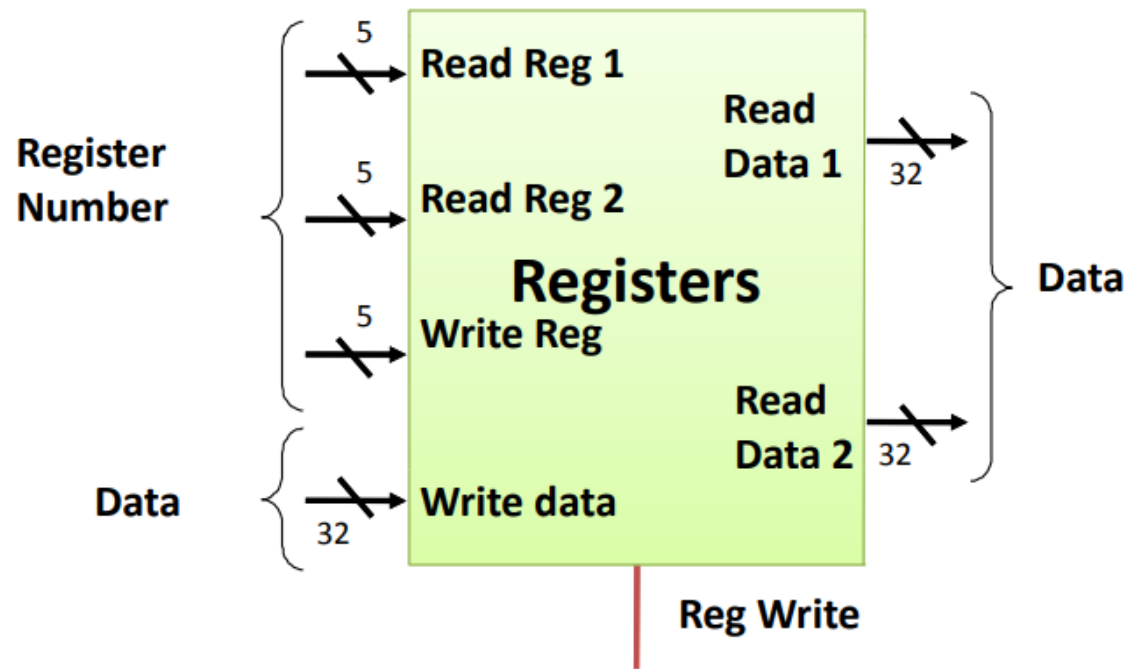 5
Read Reg 1
Read
Data 1
32
Register
Number
5
Read Reg 2
Registers
Data
5
Write Reg
Read
Data 2
32
Data
32
Write data
Reg Write